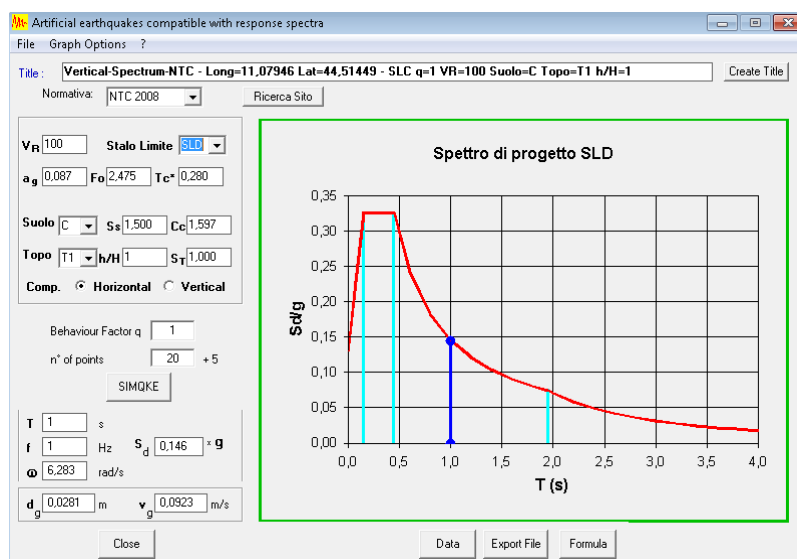 Artificial earthquakes compatible with response spectra
File Graph Options ?
Title : Vertical-Spectrum-NTC - Long=11,07946 Lat=44,51449 - SLC q=1 VR=100 Suolo=C Topo=T1 h/H=1 Create Title
Normativa: NTC 2008 Ricerca Sito
VR 100 Stalo Limite SLD
ag 0,087 Fo 2,475 Tc* 0,280
Suolo C Ss 1,500 Cc 1,597
Topo T1 h/H 1 ST 1,000
Comp. Horizontal Vertical
Behaviour Factor q 1
n° of points 20 + 5
SIMQKE
T 1 s
f 1 Hz Sd 0,146 * g
ω 6,283 rad/s
dg 0,0281 m vg 0,0923 m/s
Close
Spettro di progetto SLD
Sd/g
0,35
0,30
0,25
0,20
0,15
0,10
0,05
0,00
0,0 0,5 1,0 1,5 2,0 2,5 3,0 3,5 4,0
T (s)
Data Export File Formula